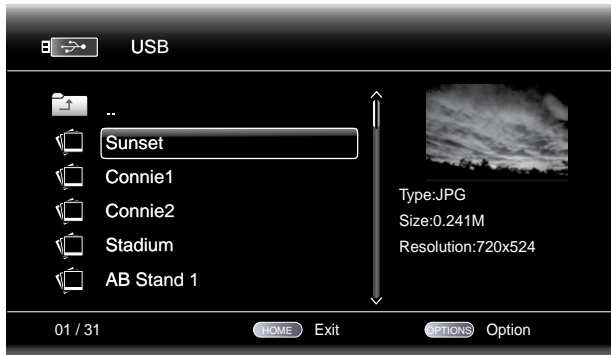 USB
..
Sunset
Connie1
Connie2
Stadium
AB Stand 1
Type:JPG
Size:0.241M
Resolution:720x524
01 / 31
HOME Exit
OPTIONS Option